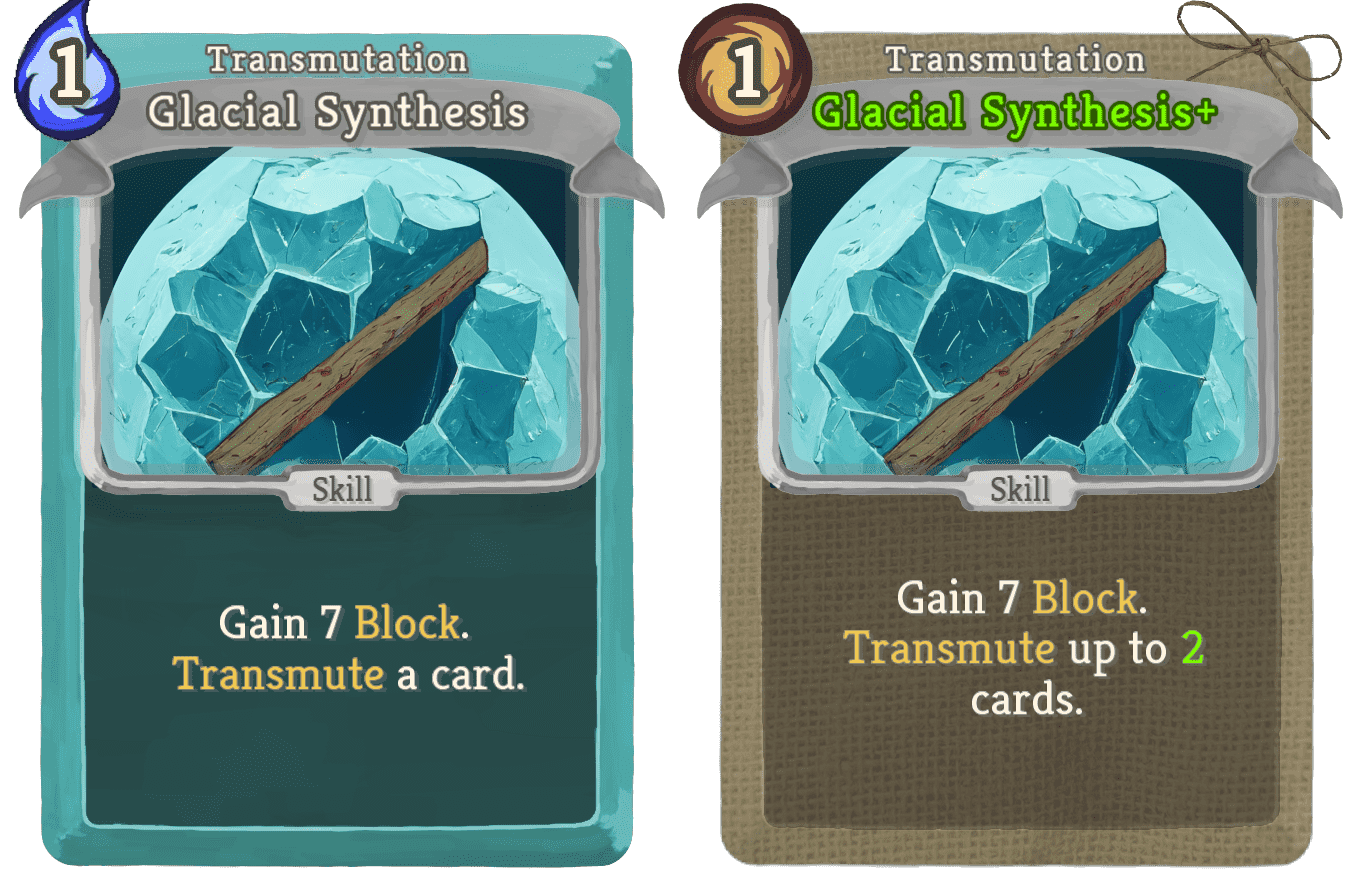 1
Transmutation
Glacial Synthesis
Skill
Gain 7 Block.
Transmute a card.
1
Transmutation
Glacial Synthesis+
Skill
Gain 7 Block.
Transmute up to 2
cards.